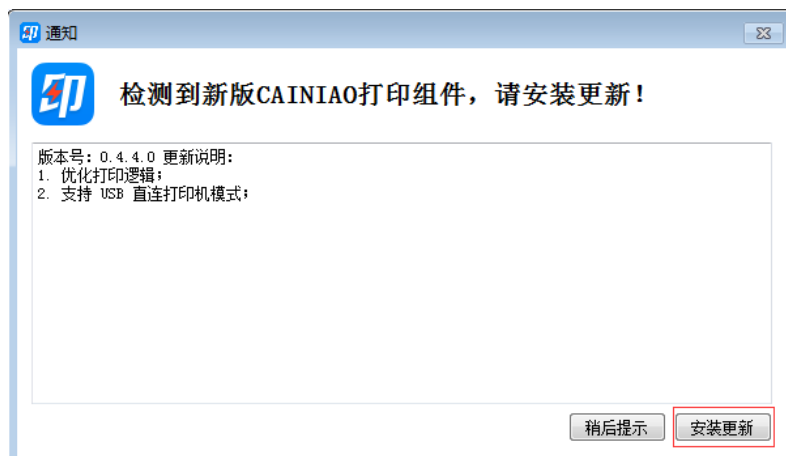 通知
印
检测到新版CAINIAO打印组件，请安装更新！
版本号: 0.4.4.0 更新说明:
1. 优化打印逻辑;
2. 支持 USB 直连打印机模式;
稍后提示
安装更新